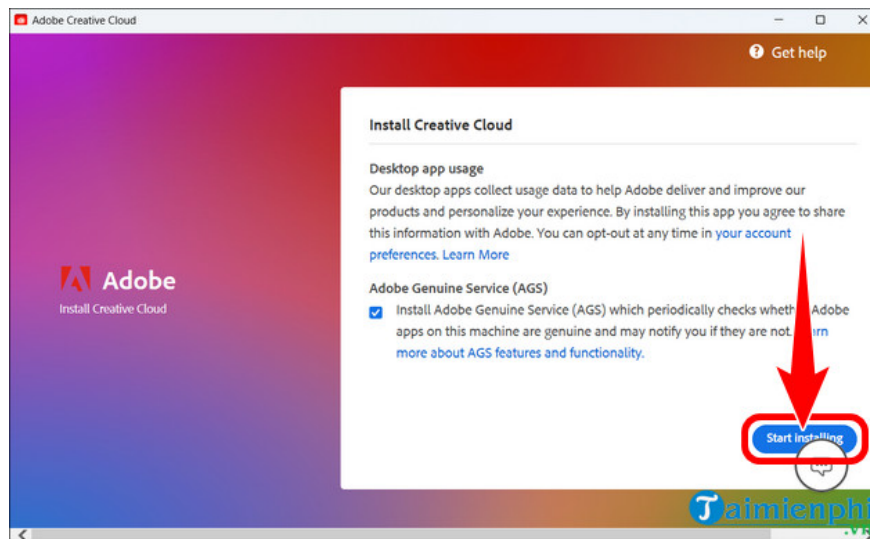 Adobe Creative Cloud
Get help
Install Creative Cloud
Desktop app usage
Our desktop apps collect usage data to help Adobe deliver and improve our
products and personalize your experience. By installing this app you agree to share
this information with Adobe. You can opt-out at any time in your account
preferences. Learn More
Adobe
Install Creative Cloud
Adobe Genuine Service (AGS)
Install Adobe Genuine Service (AGS) which periodically checks Adobe
apps on this machine are genuine and may notify you if they are not.
more about AGS features and functionality.
Start installing
Taimienphi
.vn